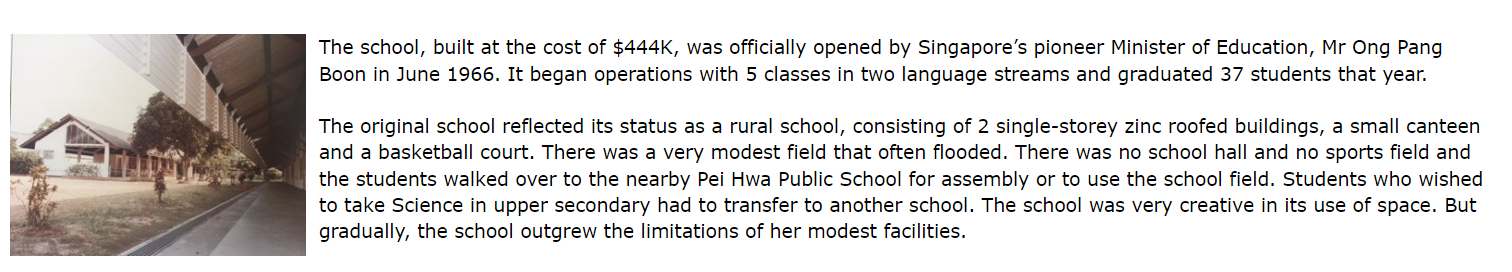 The school, built at the cost of $444K, was officially opened by Singapore’s pioneer Minister of Education, Mr Ong Pang
Boon in June 1966. It began operations with 5 classes in two language streams and graduated 37 students that year.
The original school reflected its status as a rural school, consisting of 2 single-storey zinc roofed buildings, a small canteen
and a basketball court. There was a very modest field that often flooded. There was no school hall and no sports field and
the students walked over to the nearby Pei Hwa Public School for assembly or to use the school field. Students who wished
to take Science in upper secondary had to transfer to another school. The school was very creative in its use of space. But
gradually, the school outgrew the limitations of her modest facilities.